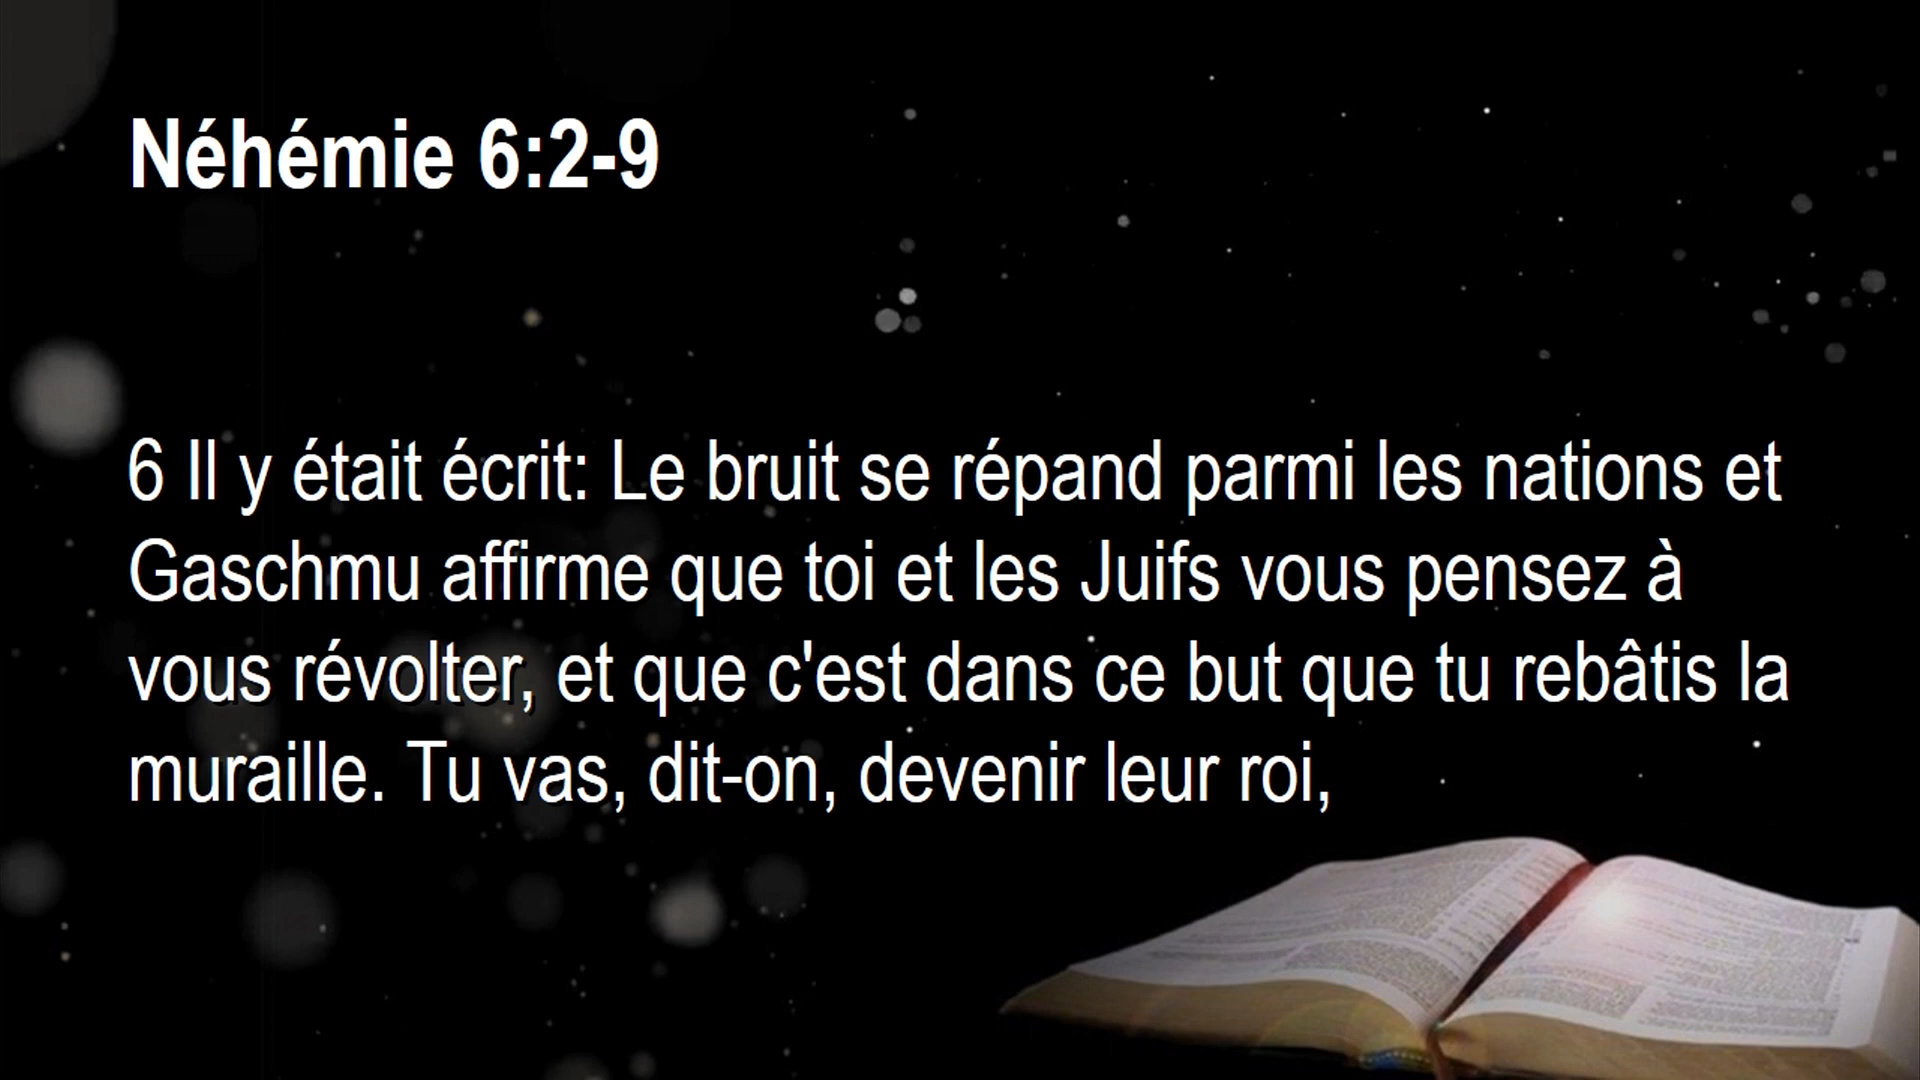 Néhémie 6:2-9
6 Il y était écrit: Le bruit se répand parmi les nations et
Gaschmu affirme que toi et les Juifs vous pensez à
vous révolter, et que c'est dans ce but que tu rebâtis la
muraille. Tu vas, dit-on, devenir leur roi,